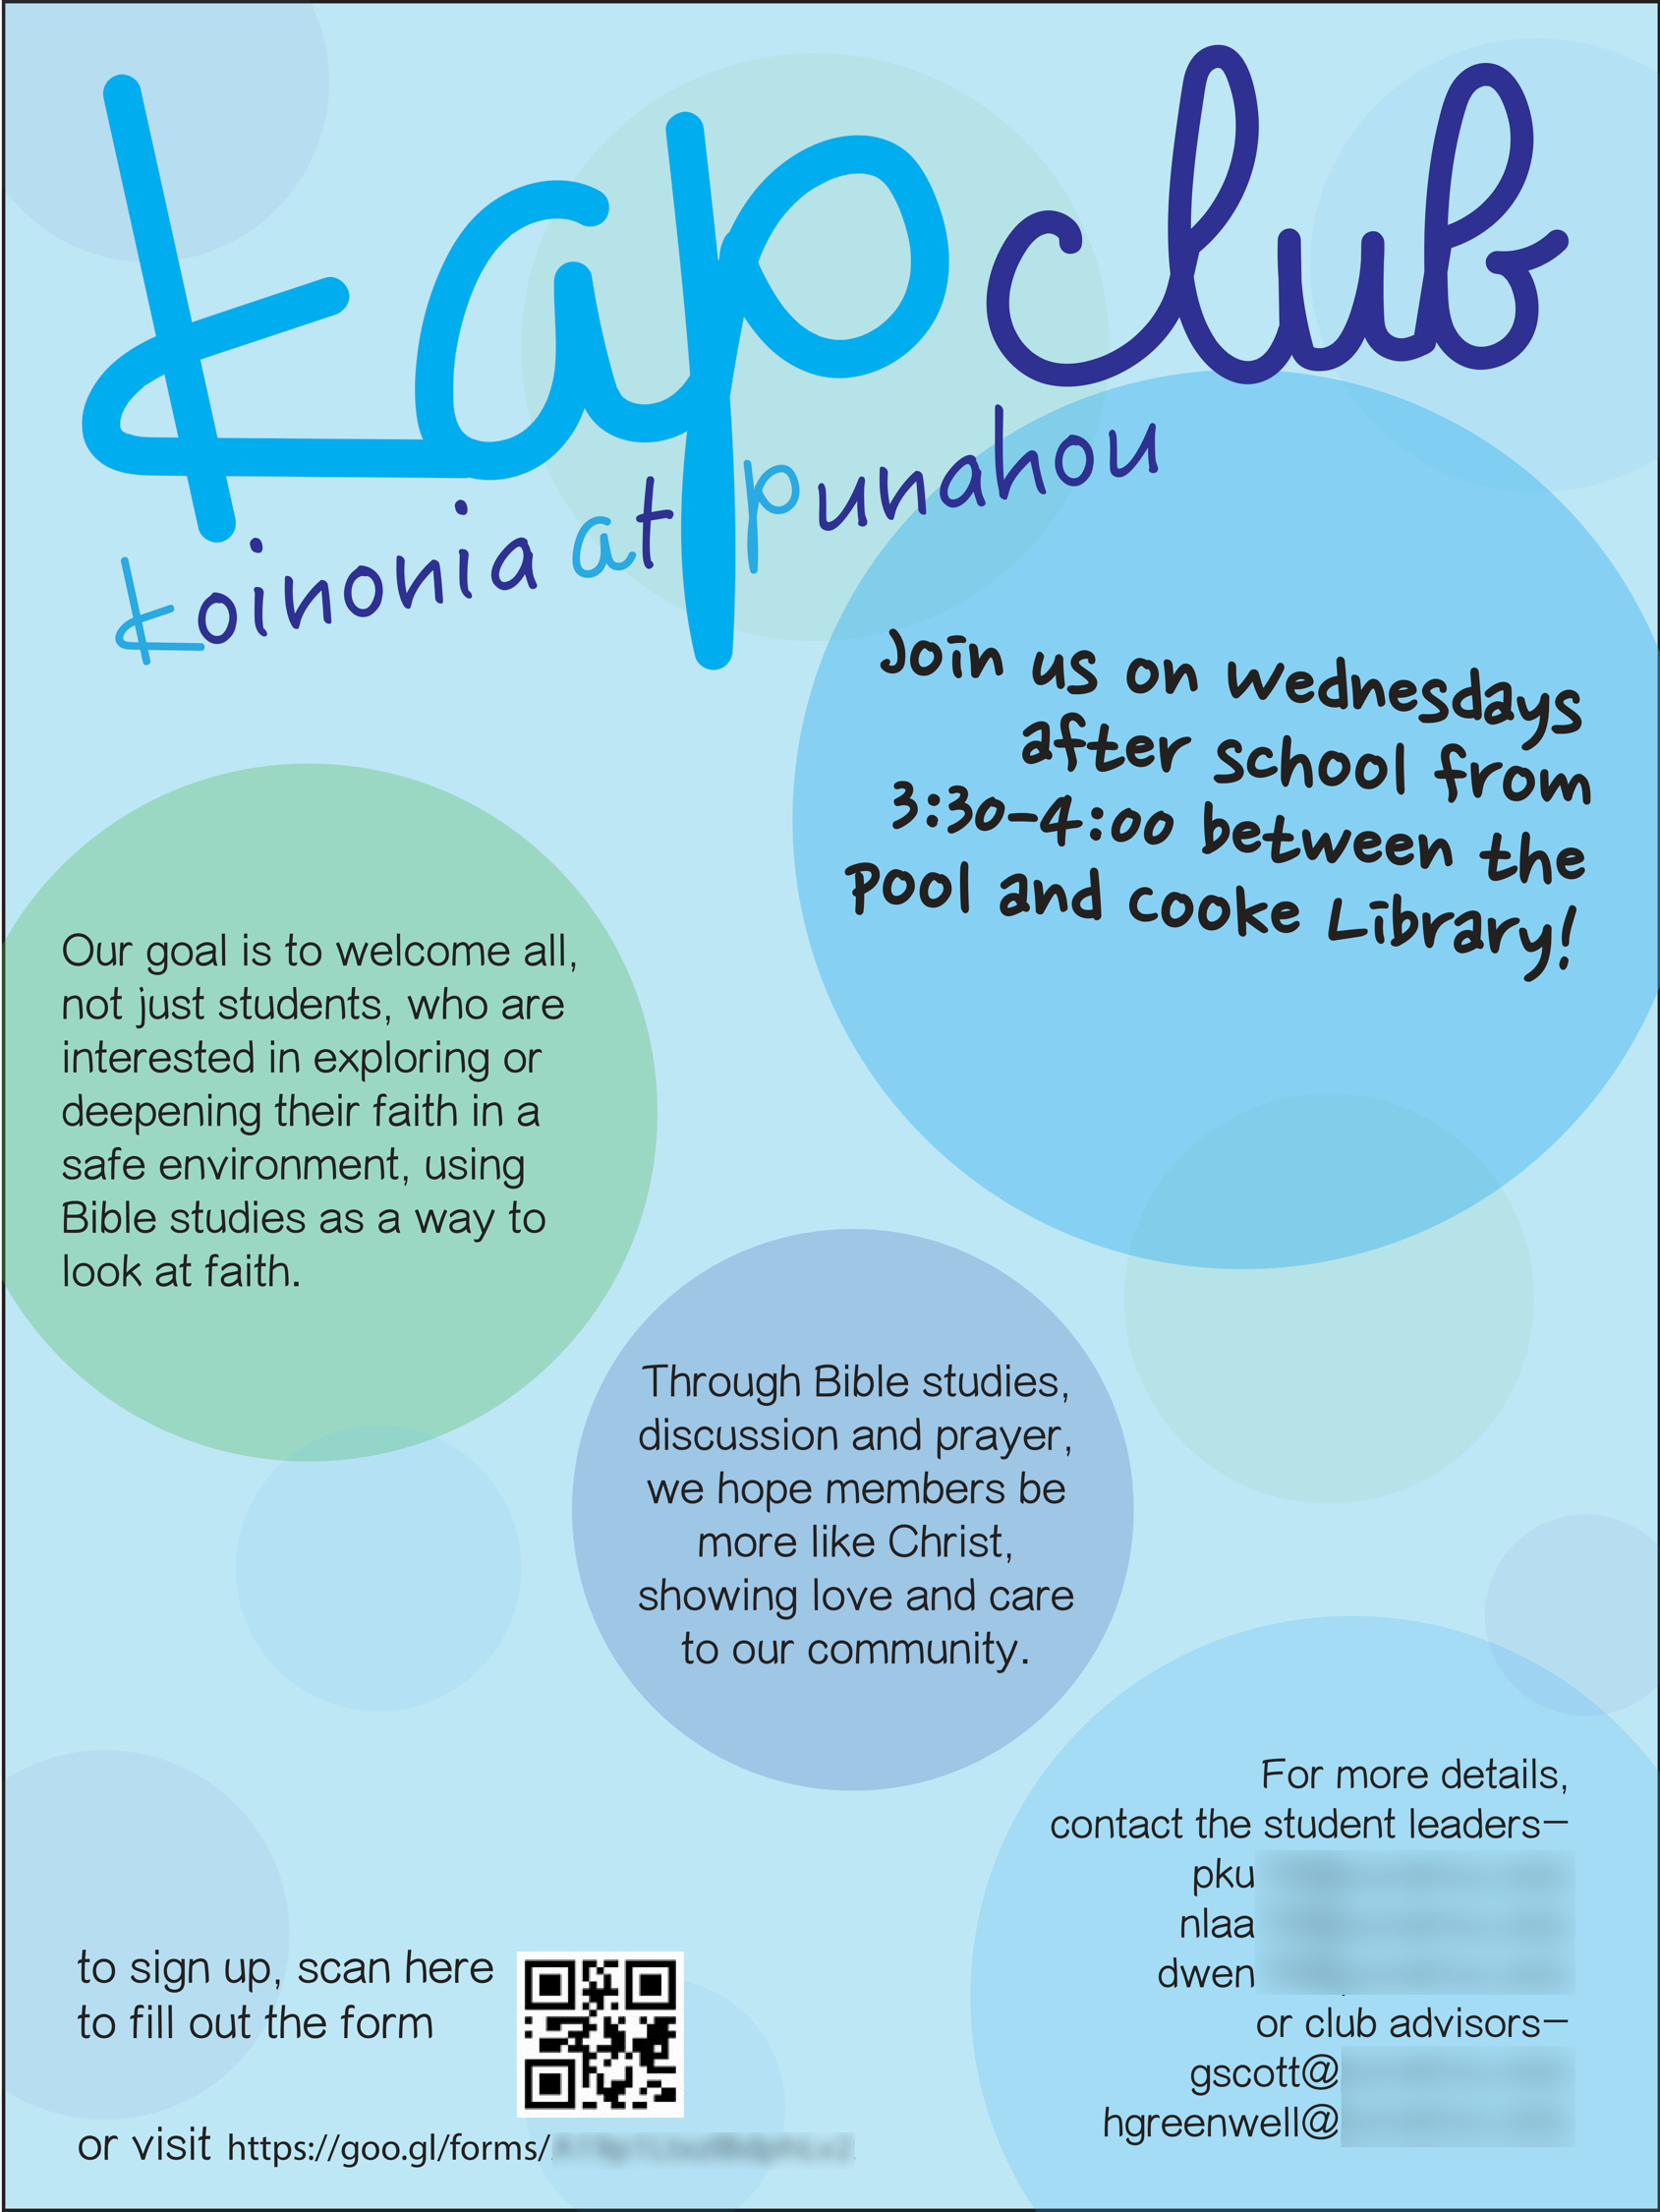 kap club
koinonia at punahou
Join us on Wednesdays
after school from
3:30-4:00 between the
Pool and Cooke Library!
Our goal is to welcome all,
not just students, who are
interested in exploring or
deepening their faith in a
safe environment, using
Bible studies as a way to
look at faith.
Through Bible studies,
discussion and prayer,
we hope members be
more like Christ,
showing love and care
to our community.
For more details,
contact the student leaders—
pku
nlaa
dwen
or club advisors—
gscott@
hgreenwell@
to sign up, scan here
to fill out the form
or visit https://goo.gl/forms/